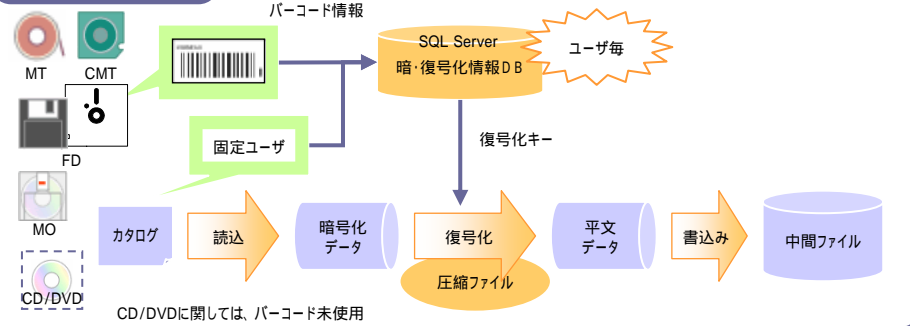 バーコード情報
MT
CMT
SQL Server
暗・復号化情報DB
ユーザ毎
FD
固定ユーザ
復号化キー
MO
カタログ
読込
暗号化
データ
復号化
圧縮ファイル
平文
データ
書込み
中間ファイル
CD/DVD
CD/DVDに関しては、バーコード未使用